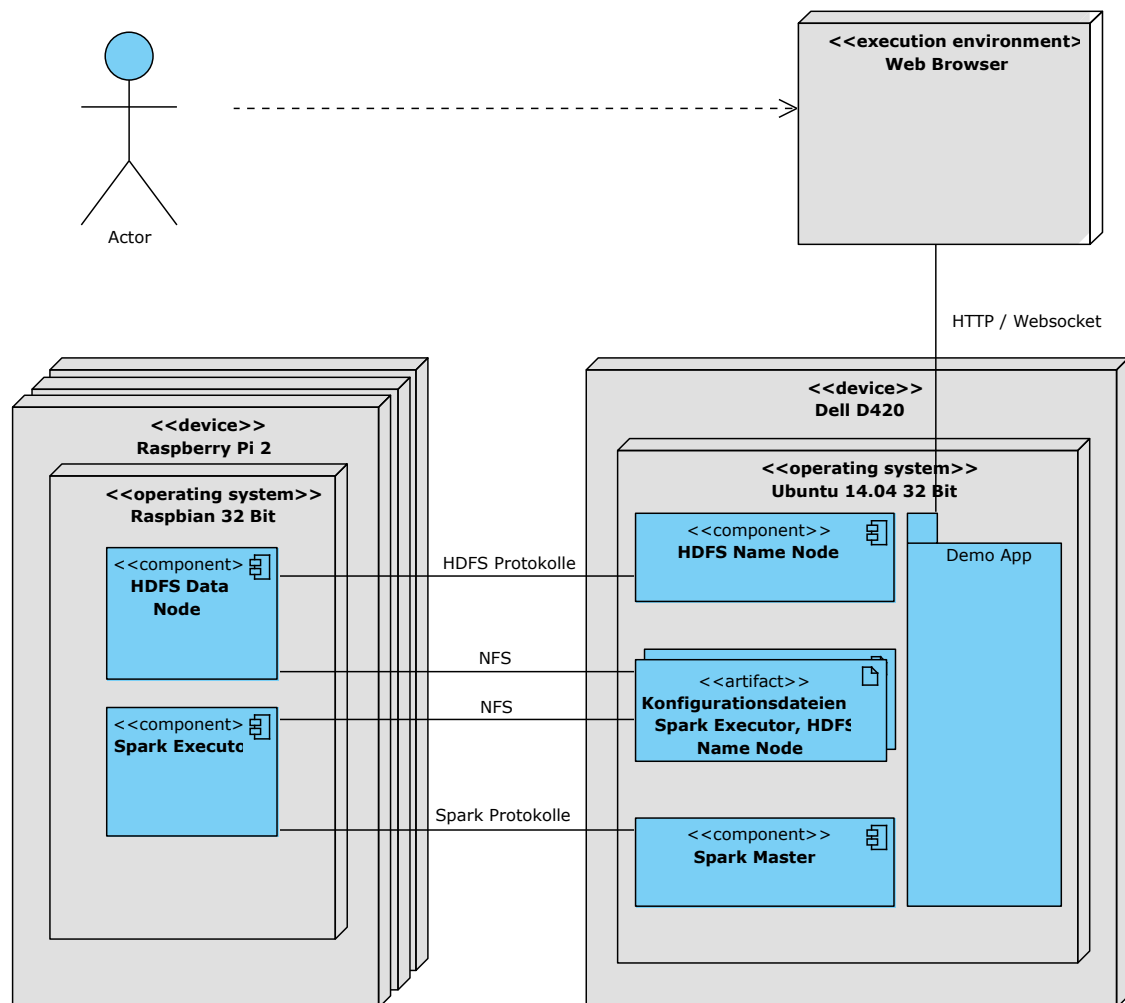 <<execution environment>
Web Browser
Actor
HTTP / Websocket
<<device>>
Raspberry Pi 2
<<operating system>>
Raspbian 32 Bit
<<component>
HDFS Data
Node
<<component>
Spark Executo
HDFS Protokolle
NFS
NFS
Spark Protokolle
<<device>>
Dell D420
<<operating system>>
Ubuntu 14.04 32 Bit
<<component>>
HDFS Name Node
<<artifact>>
Konfigurationsdateien
Spark Executor, HDFS
Name Node
<<component>>
Spark Master
Demo App